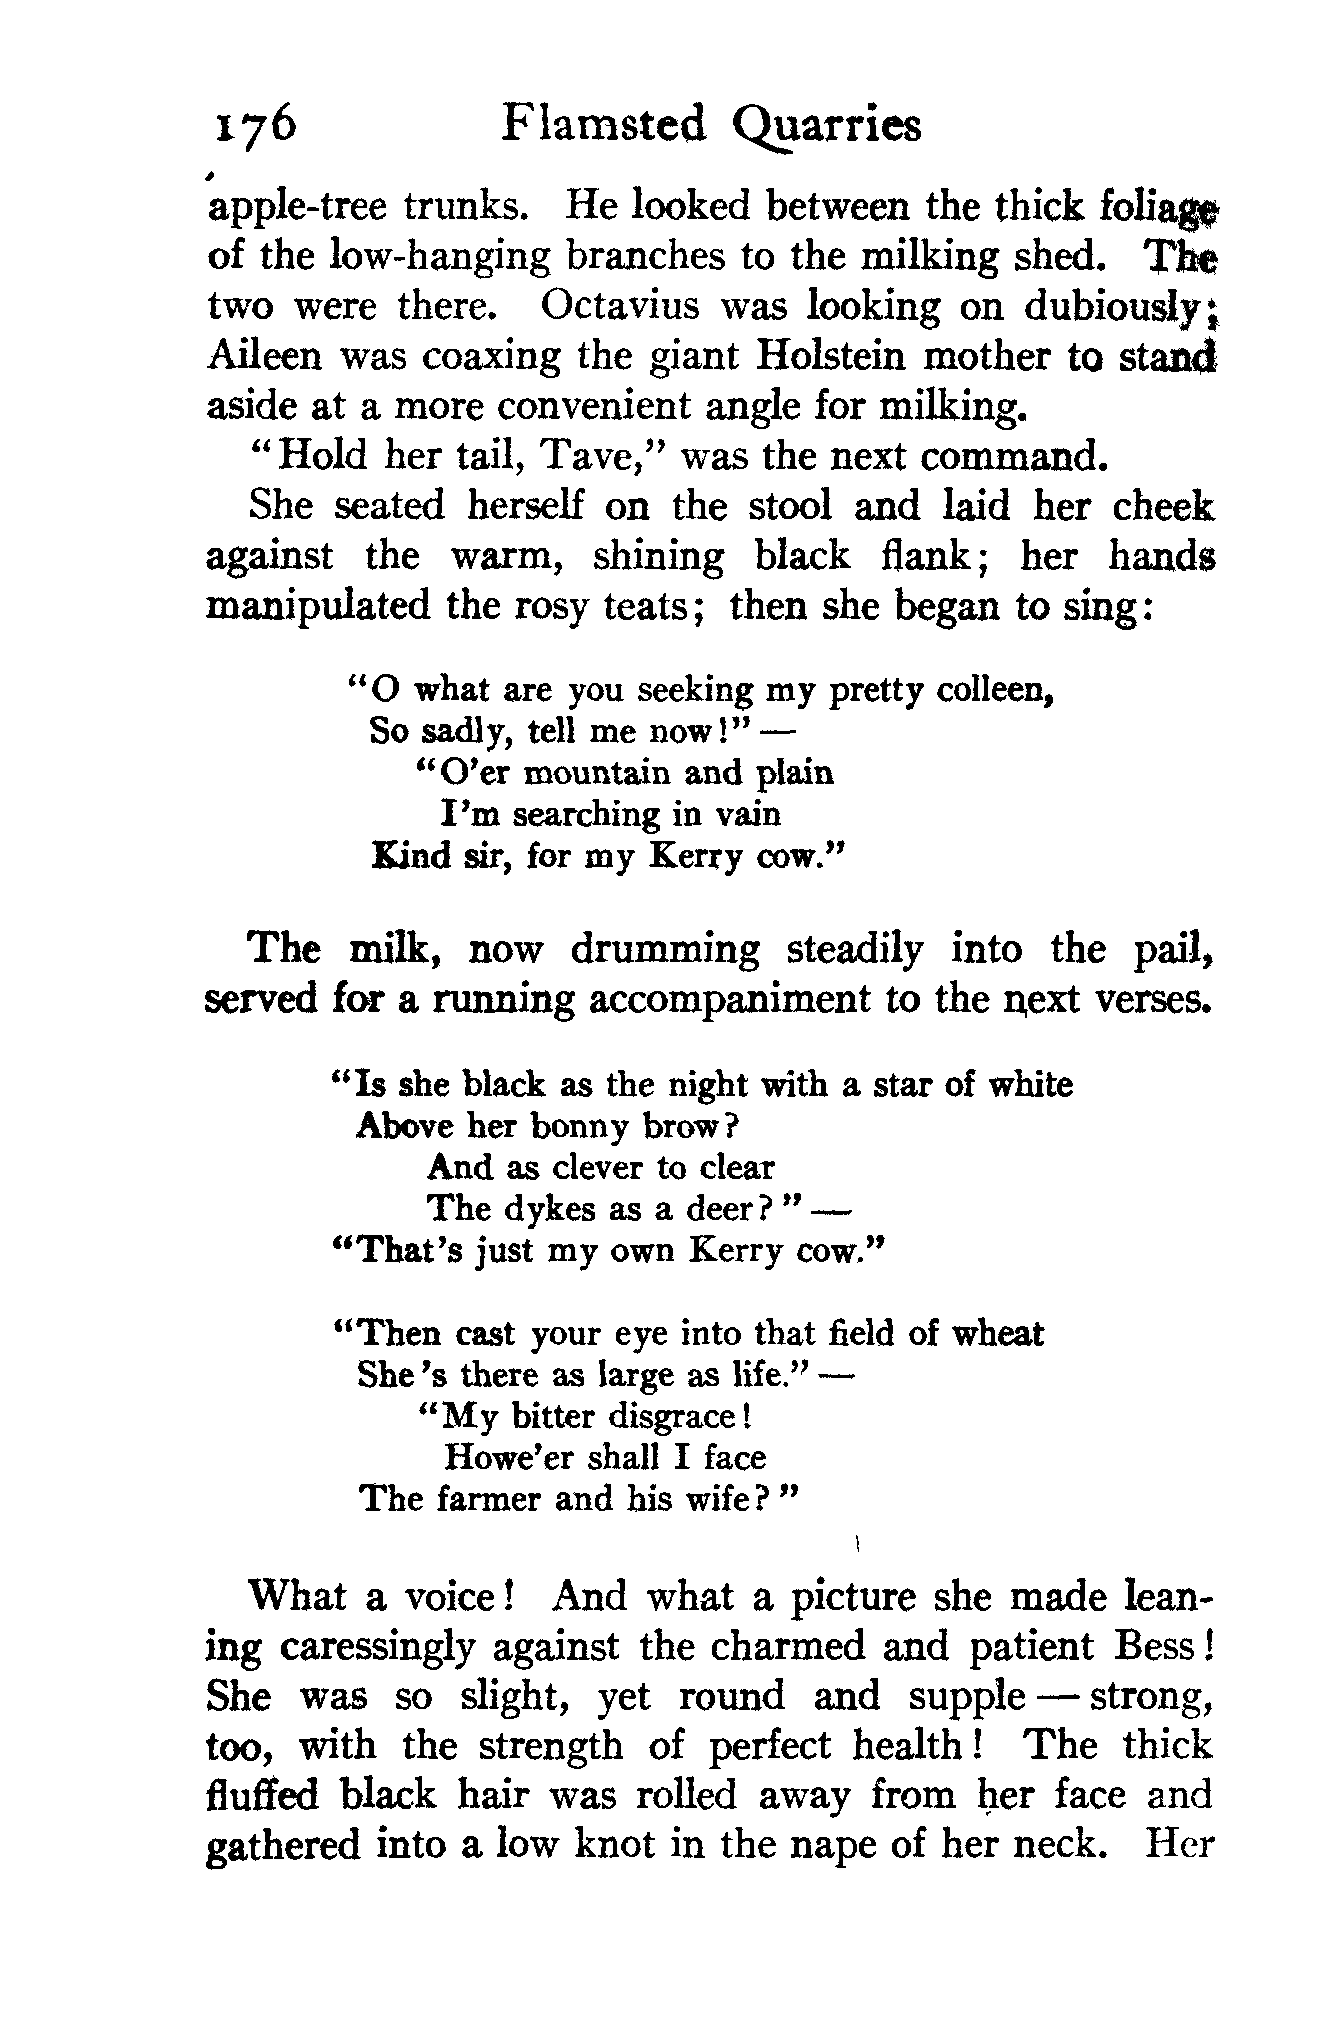 176 Flamsted Quarries
apple-tree trunks. He looked between the thick foliage
of the low-hanging branches to the milking shed. The
two were there. Octavius was looking on dubiously;
Aileen was coaxing the giant Holstein mother to stand
aside at a more convenient angle for milking.
"Hold her tail, Tave," was the next command.
She seated herself on the stool and laid her cheek
against the warm, shining black flank; her hands
manipulated the rosy teats; then she began to sing:
"O what are you seeking my pretty colleen,
So sadly, tell me now!" —
"O'er mountain and plain
I'm searching in vain
Kind sir, for my Kerry cow."
The milk, now drumming steadily into the pail,
served for a running accompaniment to the next verses.
"Is she black as the night with a star of white
Above her bonny brow?
And as clever to clear
The dykes as a deer?" —
"That's just my own Kerry cow."
"Then cast your eye into that field of wheat
She's there as large as life." —
"My bitter disgrace!
Howe'er shall I face
The farmer and his wife?"
What a voice! And what a picture she made lean-
ing caressingly against the charmed and patient Bess!
She was so slight, yet round and supple — strong,
too, with the strength of perfect health! The thick
fluffed black hair was rolled away from her face and
gathered into a low knot in the nape of her neck. Her